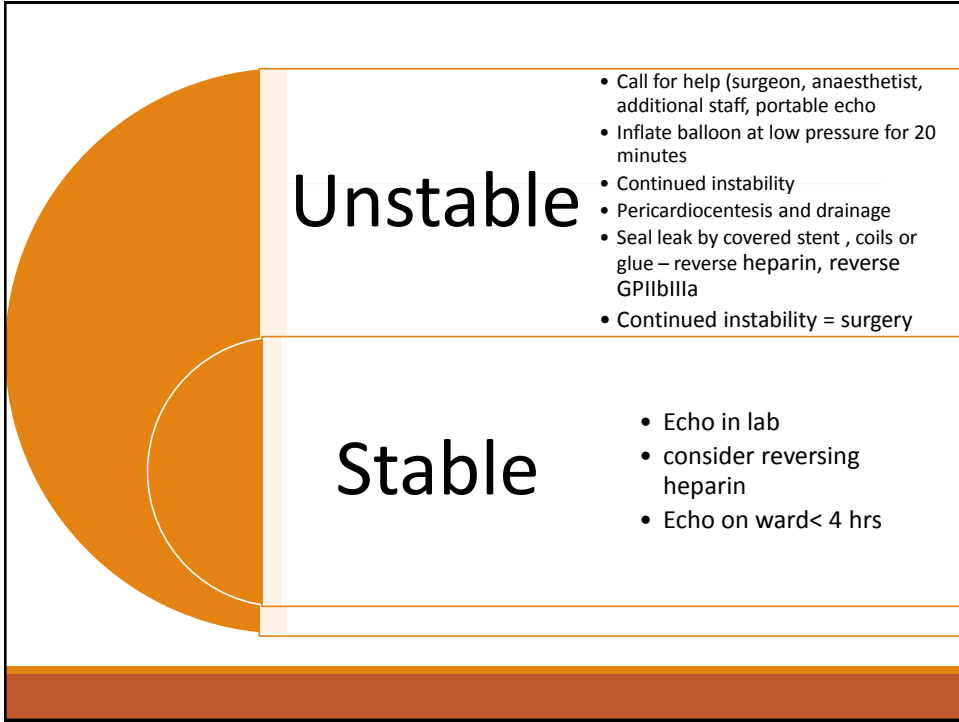 Unstable
• Call for help (surgeon, anaesthetist,
additional staff, portable echo
• Inflate balloon at low pressure for 20
minutes
• Continued instability
• Pericardiocentesis and drainage
• Seal leak by covered stent , coils or
glue – reverse heparin, reverse
GPIIbIIIa
• Continued instability = surgery
Stable
• Echo in lab
• consider reversing
heparin
• Echo on ward< 4 hrs